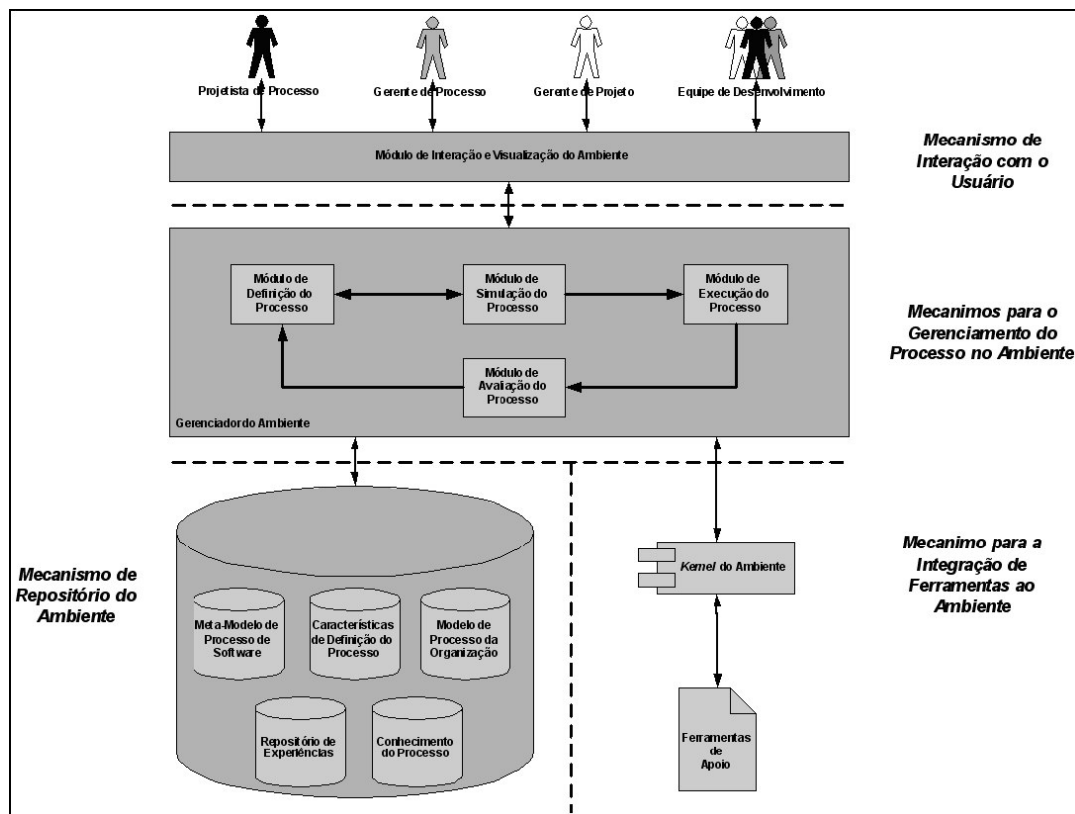 Projetista de Processo
Gerente de Processo
Gerente de Projeto
Equipe de Desenvolvimento
Módulo de Interação e Visualização do Ambiente
Mecanismo de
Interação com o
Usuário
Módulo de
Definição do
Processo
Módulo de
Simulação do
Processo
Módulo de
Execução do
Processo
Módulo de
Avaliação do
Processo
Gerenciador do Ambiente
Mecanimos para o
Gerenciamento do
Processo no Ambiente
Mecanismo de
Repositório do
Ambiente
Meta-Modelo de
Processo de
Software
Características
de Definição do
Processo
Modelo de
Processo da
Organização
Repositório de
Experiências
Conhecimento
do Processo
Kernel do Ambiente
Ferramentas
de
Apoio
Mecanimo para a
Integração de
Ferramentas ao
Ambiente